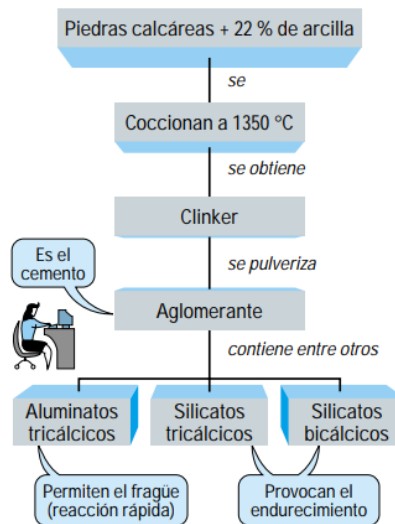 Piedras calcáreas + 22 % de arcilla
se
Coccionan a 1350 °C
se obtiene
Clinker
Es el
cemento
se pulveriza
Aglomerante
contiene entre otros
Aluminatos
tricálcicos
Silicatos
tricálcicos
Silicatos
bicálcicos
Permiten el fragüe
(reacción rápida)
Provocan el
endurecimiento